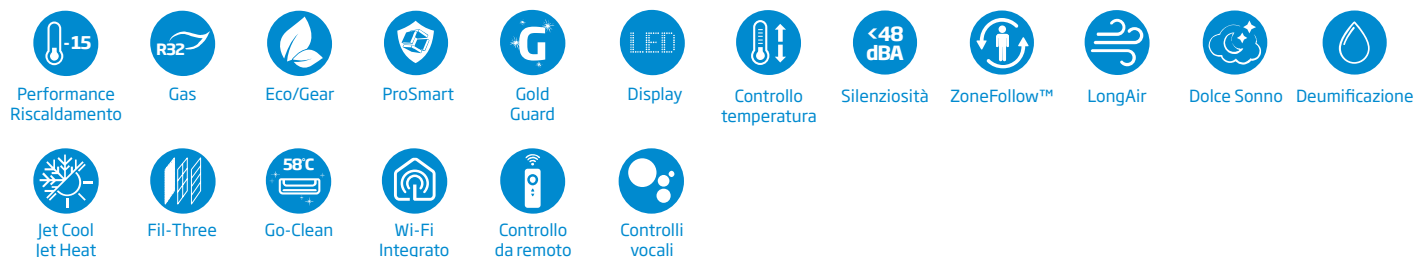 -15
Performance
Riscaldamento
R32
Gas
Eco/Gear
ProSmart
G
Gold
Guard
LED
Display
Controllo
temperatura
<48
dBA
Silenziosità
ZoneFollow™
LongAir
Dolce Sonno
Deumificazione
Jet Cool
Jet Heat
Fil-Three
58°C
Go-Clean
Wi-Fi
Integrato
Controllo
da remoto
Controlli
vocali